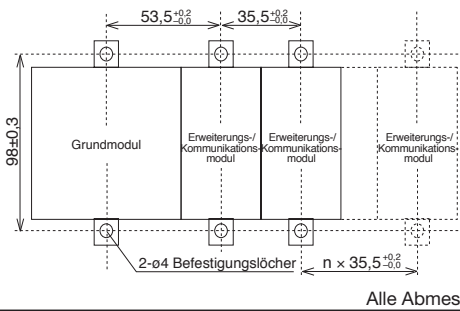 53,5 +0,2 -0,0
35,5 +0,2 -0,0
98±0,3
Grundmodul
Erweiterungs-/
Kommunikations-
modul
Erweiterungs-/
Kommunikations-
modul
Erweiterungs-/
Kommunikations-
modul
2-ø4 Befestigungslöcher
n × 35,5 +0,2 -0,0
Alle Abmes